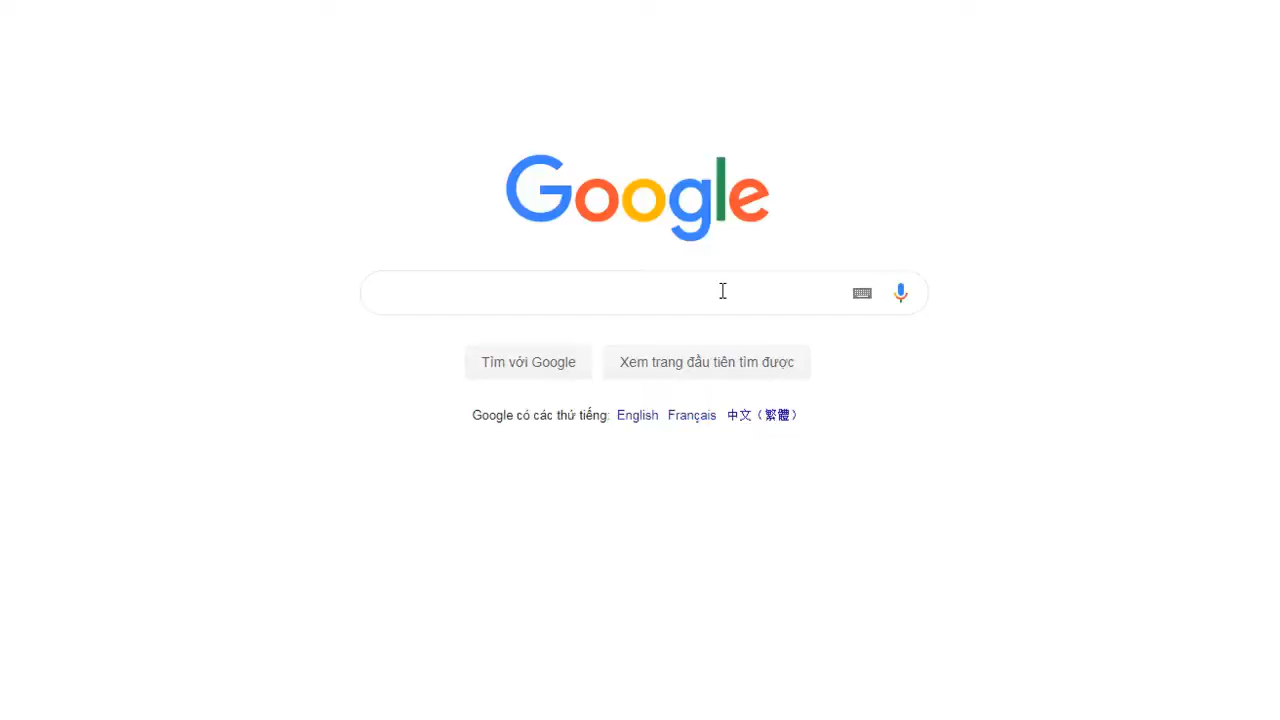 Google
Tìm với Google
Xem trang đầu tiên tìm được
Google có các thứ tiếng: English Français 中文（繁體）